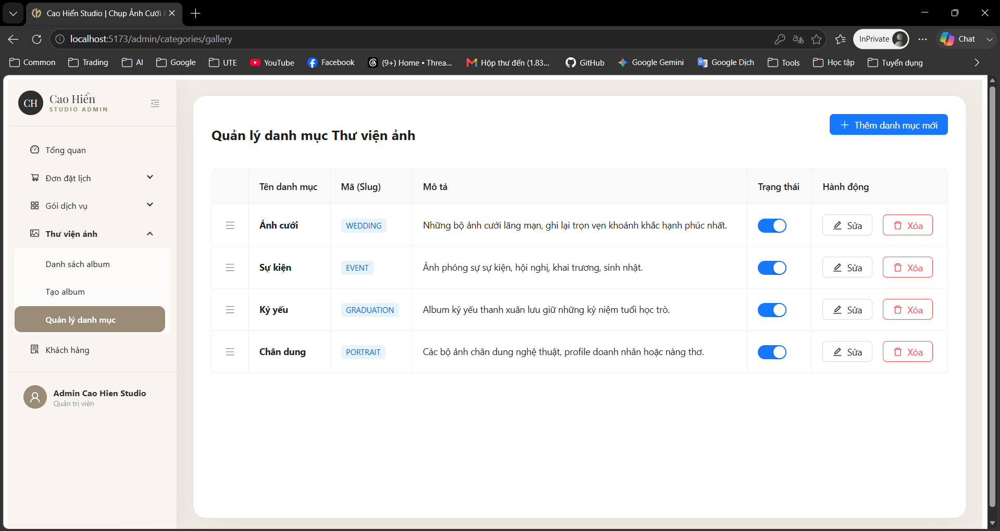 Cao Hiển Studio | Chụp Ảnh Cưới
localhost:5173/admin/categories/gallery
InPrivate
Chat
Common
Trading
AI
Google
UTE
YouTube
Facebook
(9+) Home • Threa...
Hộp thư đến (1.83...
GitHub
Google Gemini
Google Dịch
Tools
Học tập
Tuyển dụng
CH
Cao Hiển
STUDIO ADMIN
Tổng quan
Đơn đặt lịch
Gói dịch vụ
Thư viện ảnh
Danh sách album
Tạo album
Quản lý danh mục
Khách hàng
Admin Cao Hien Studio
Quản trị viên
Quản lý danh mục Thư viện ảnh
Thêm danh mục mới
Tên danh mục Mã (Slug) Mô tả Trạng thái Hành động
Ảnh cưới WEDDING Những bộ ảnh cưới lãng mạn, ghi lại trọn vẹn khoảnh khắc hạnh phúc nhất. Sửa Xóa
Sự kiện EVENT Ảnh phóng sự sự kiện, hội nghị, khai trương, sinh nhật. Sửa Xóa
Kỷ yếu GRADUATION Album kỷ yếu thanh xuân lưu giữ những kỷ niệm tuổi học trò. Sửa Xóa
Chân dung PORTRAIT Các bộ ảnh chân dung nghệ thuật, profile doanh nhân hoặc nàng thơ. Sửa Xóa